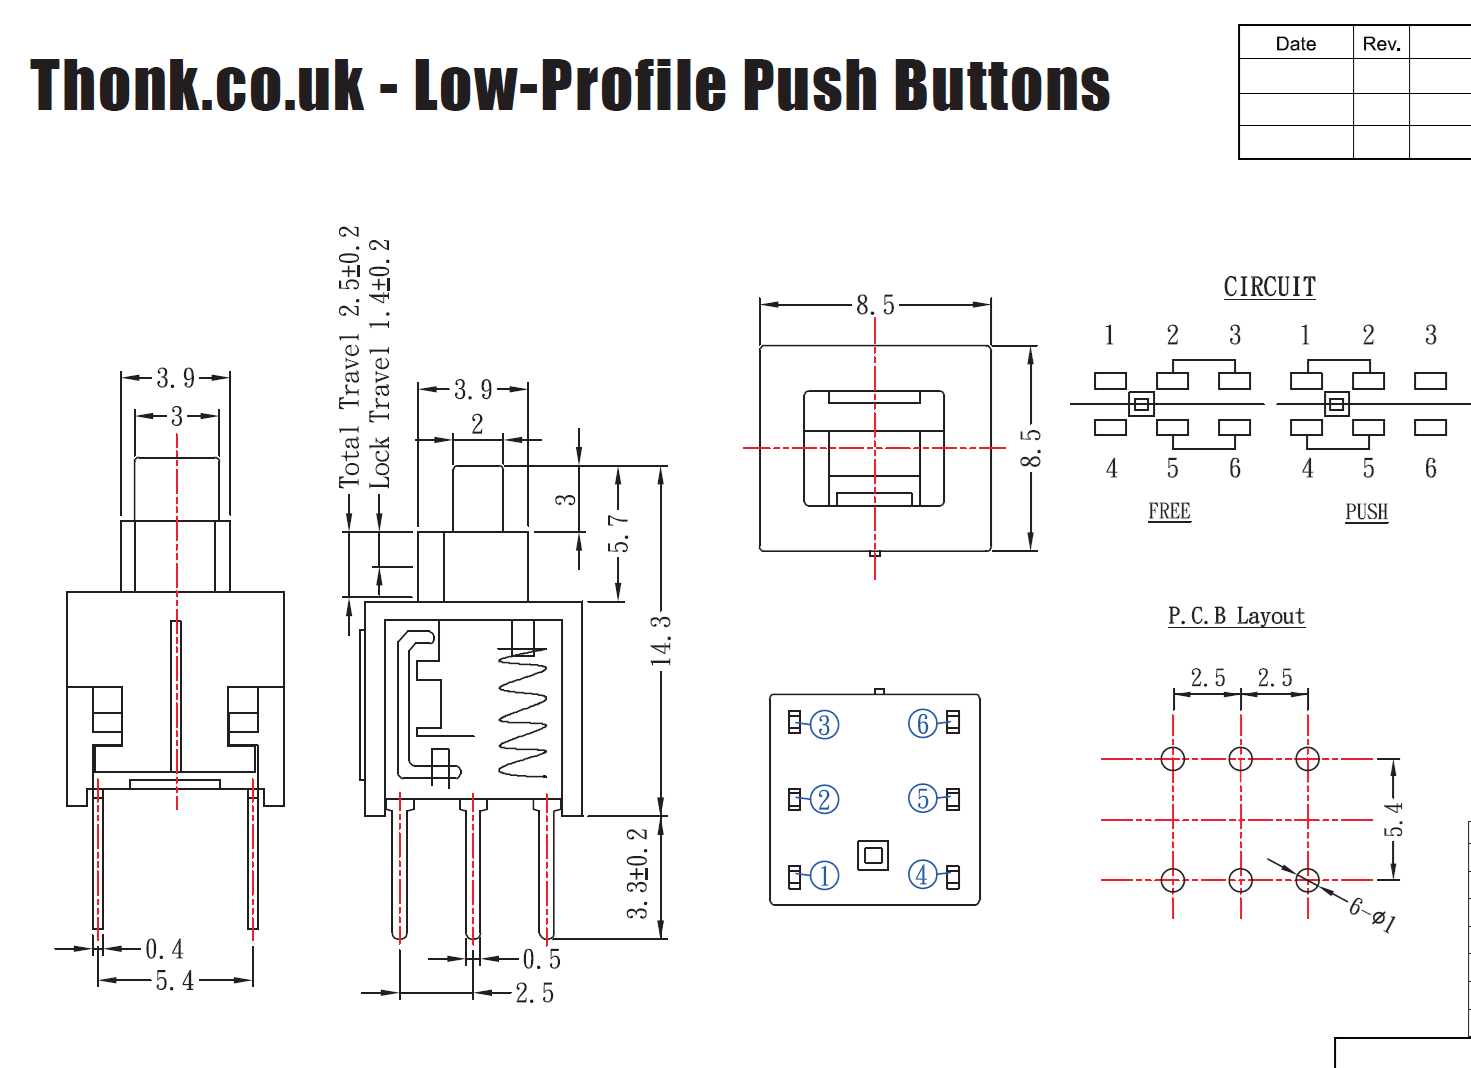 Thonk.co.uk - Low-Profile Push Buttons
Date Rev.
Total Travel 2.5±0.2
Lock Travel 1.4±0.2
3.9
3
3.9
2
3
5.7
14.3
3.3±0.2
0.4
5.4
0.5
2.5
8.5
8.5
CIRCUIT
1 2 3 1 2 3
4 5 6 4 5 6
FREE PUSH
3 6
2 5
1 4
P.C.B Layout
2.5 2.5
5.4
6-ø1